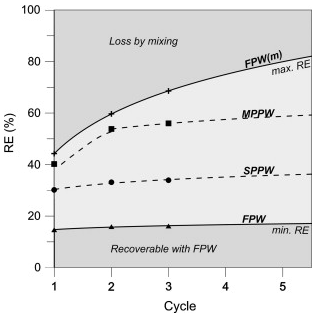 100
80
60
40
20
0
RE (%)
Loss by mixing
FPW(m)
max. RE
MPPW
SPPW
FPW
min. RE
Recoverable with FPW
1 2 3 4 5
Cycle